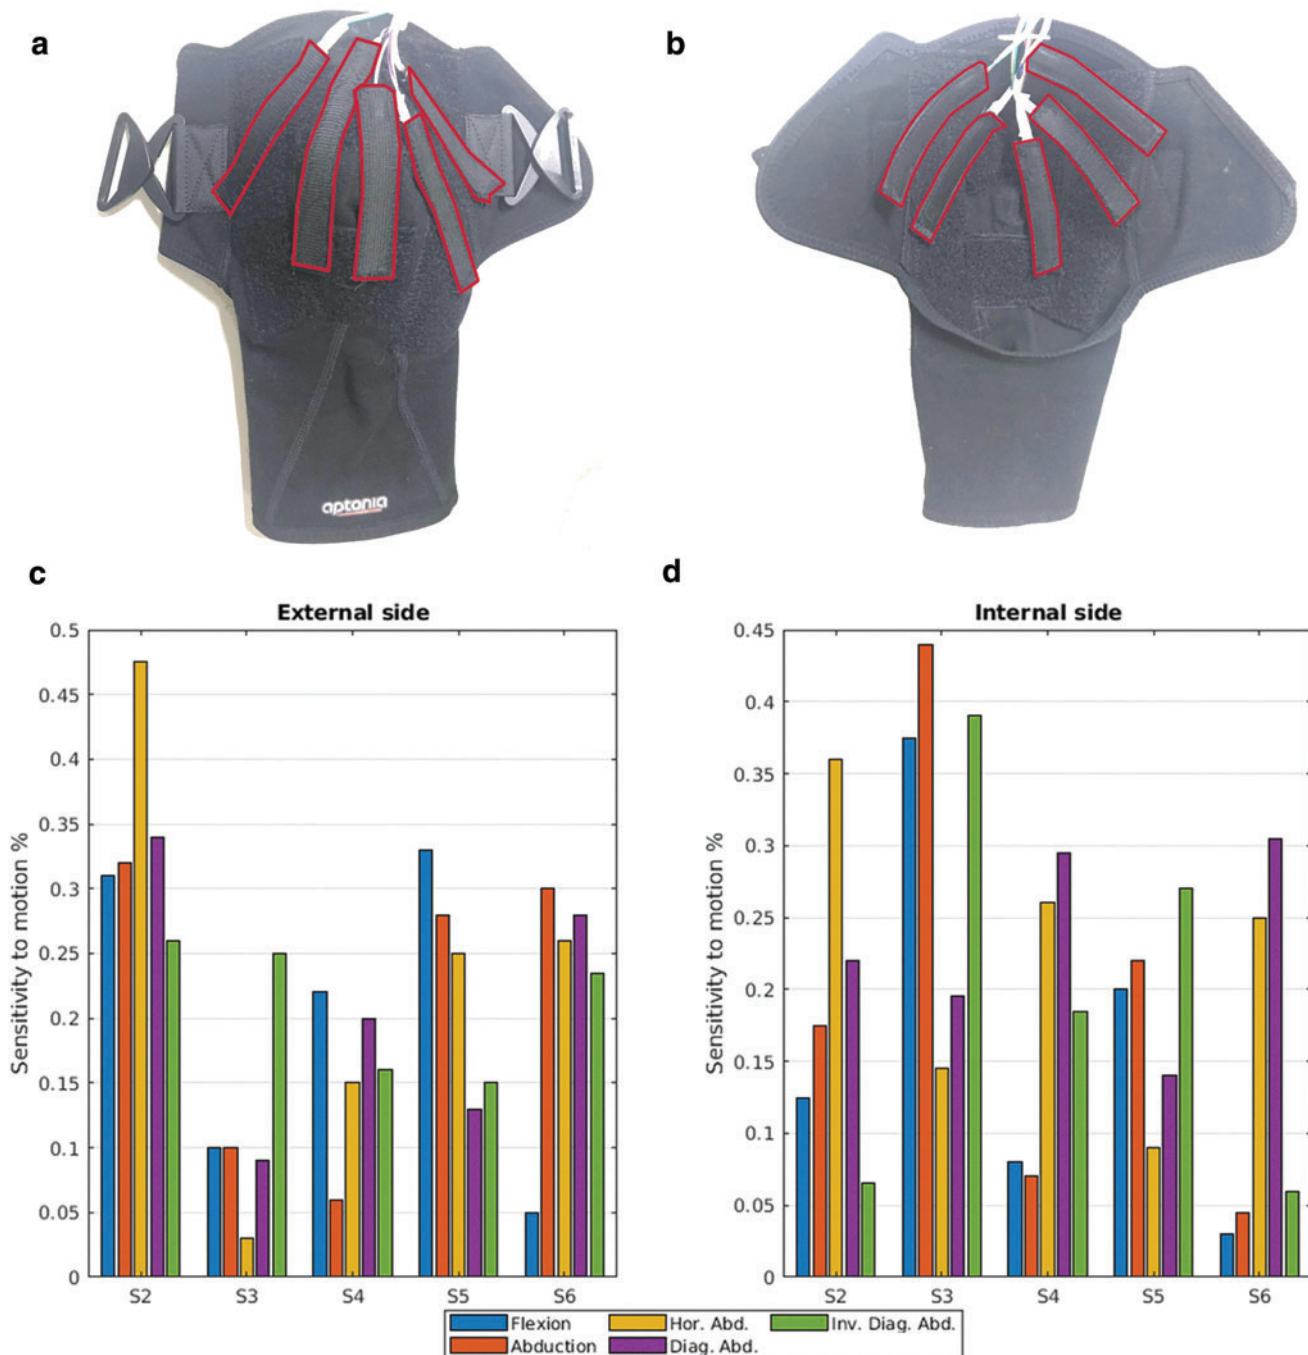 a
b
aptonia
c
d
External side
Internal side
Sensitivity to motion %
0.5
0.45
0.4
0.35
0.3
0.25
0.2
0.15
0.1
0.05
0
S2
S3
S4
S5
S6
Sensitivity to motion %
0.45
0.4
0.35
0.3
0.25
0.2
0.15
0.1
0.05
0
S2
S3
S4
S5
S6
Flexion
Hor. Abd.
Inv. Diag. Abd.
Abduction
Diag. Abd.